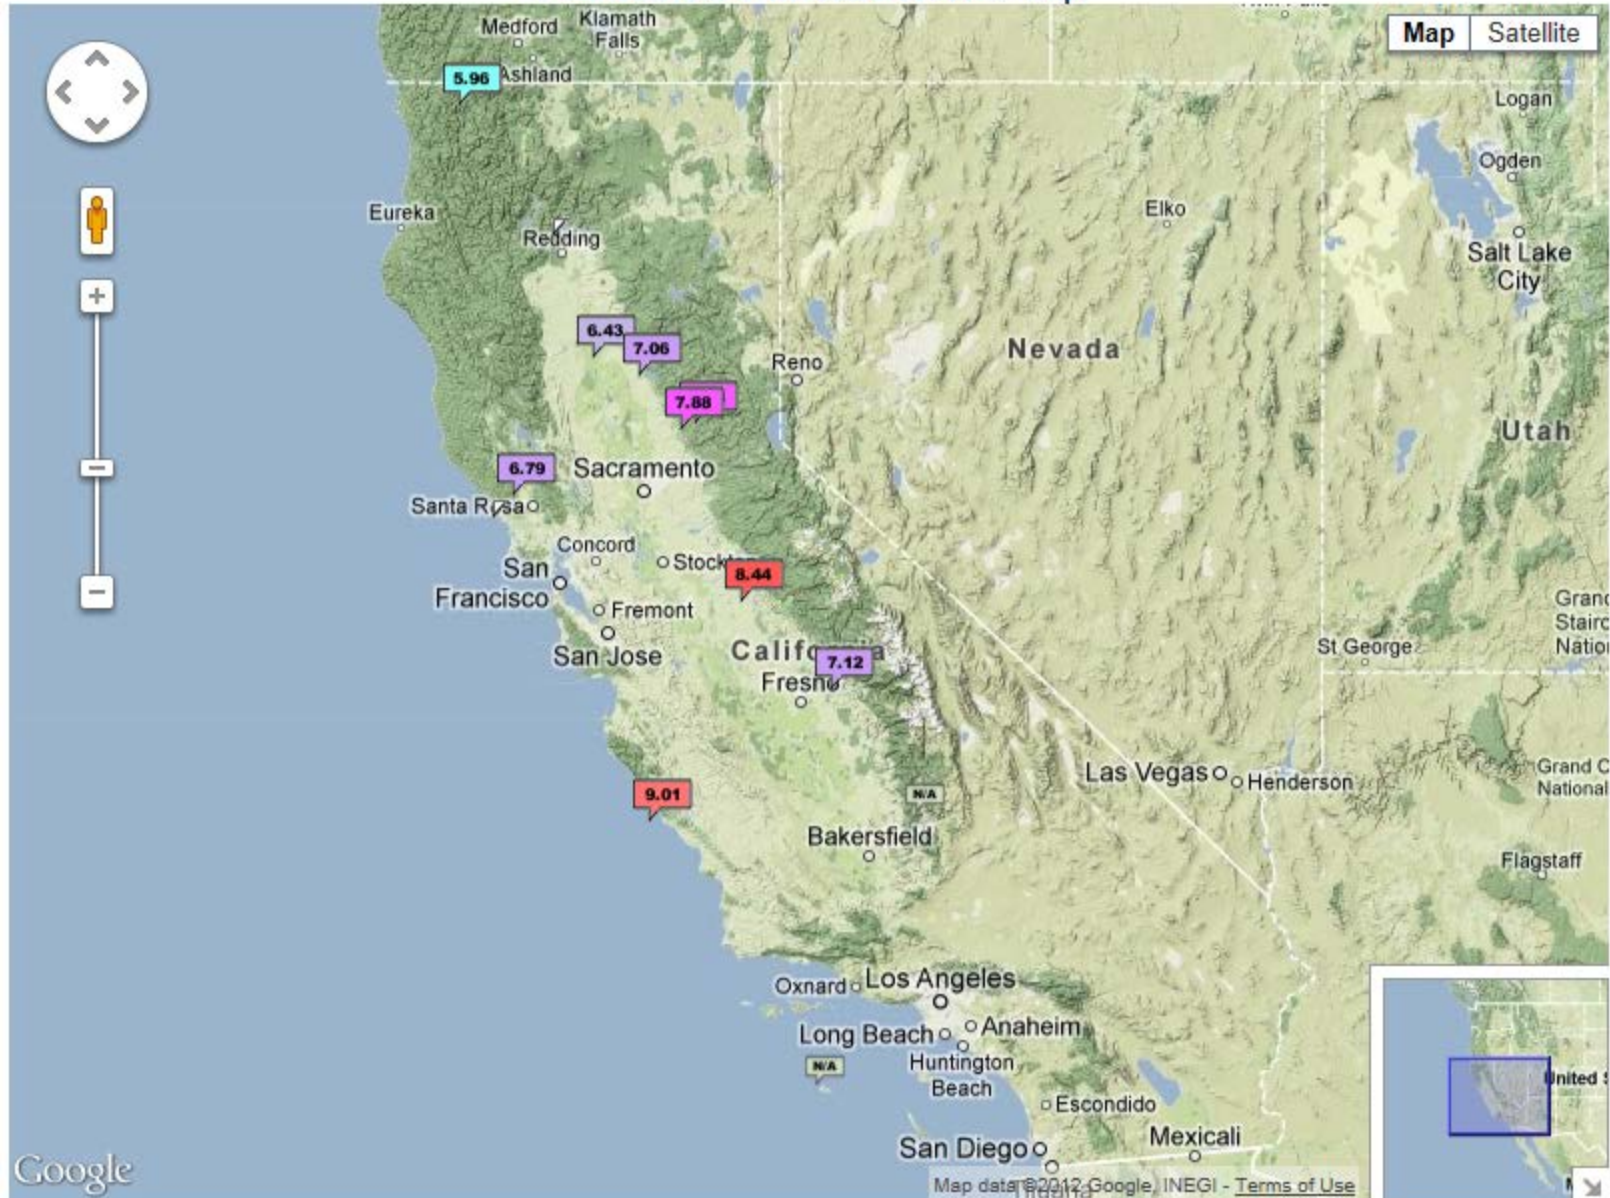 Medford
Klamath
Falls
Map
Satellite
5.96
Ashland
Logan
Ogden
Eureka
Elko
Redding
Salt Lake
City
6.43
7.06
Nevada
Reno
7.88
Utah
6.79
Sacramento
Santa Rosa
Concord
San
Francisco
8.44
Fremont
San Jose
St George
California
7.12
Fresno
Las Vegas
Henderson
9.01
N/A
Grand C
National
Bakersfield
Flagstaff
Oxnard
Los Angeles
Long Beach
Anaheim
N/A
Huntington
Beach
Escondido
San Diego
Mexicali
United
Google
Map data ©2012 Google, INEGI - Terms of Use